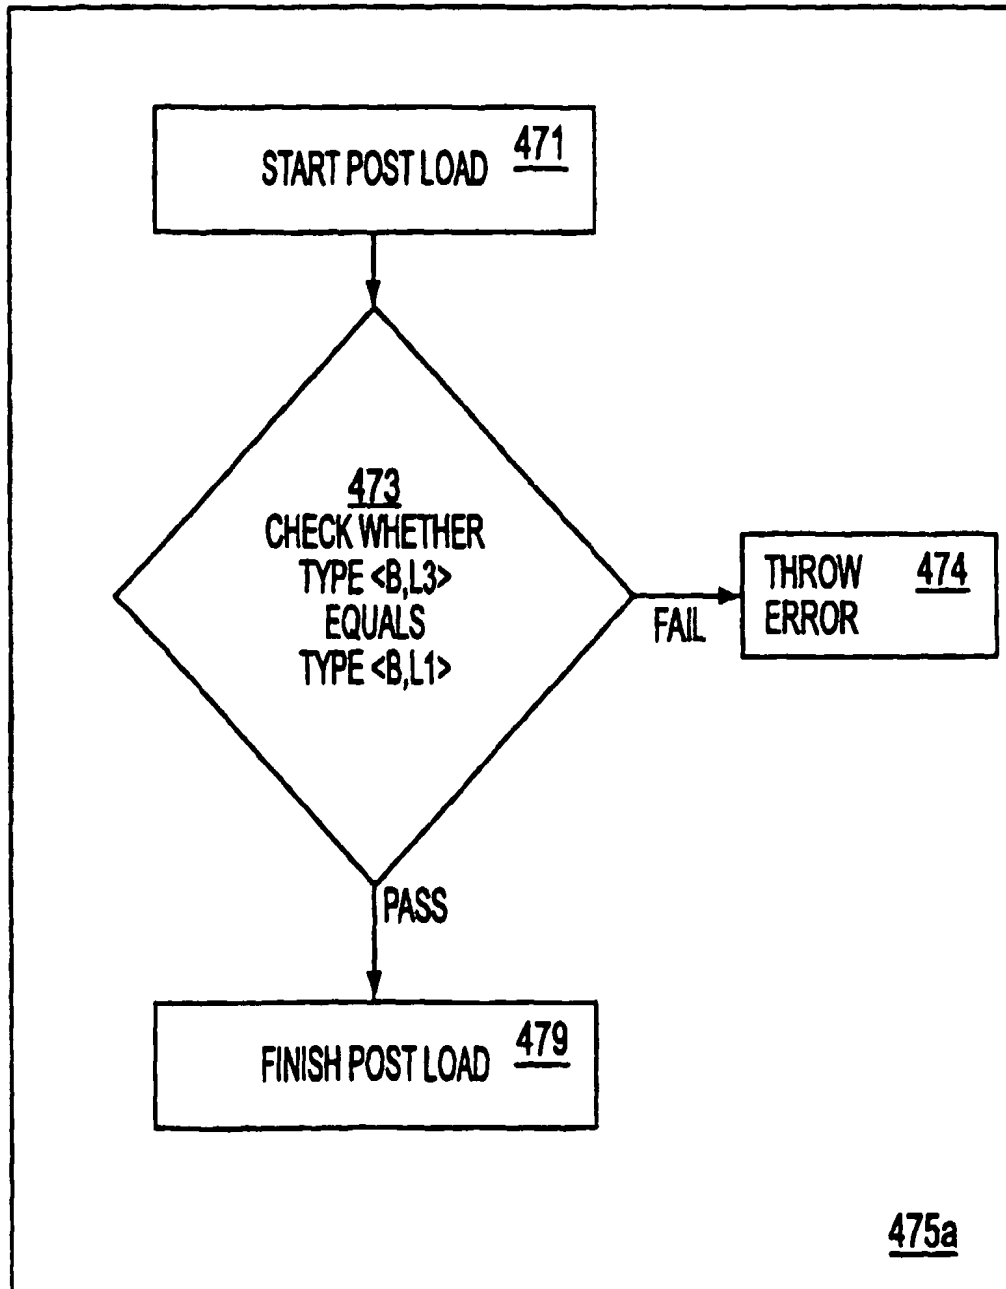 START POST LOAD 471
473
CHECK WHETHER
TYPE <B,L3>
EQUALS
TYPE <B,L1>
FAIL
THROW 474
ERROR
PASS
FINISH POST LOAD 479
475a